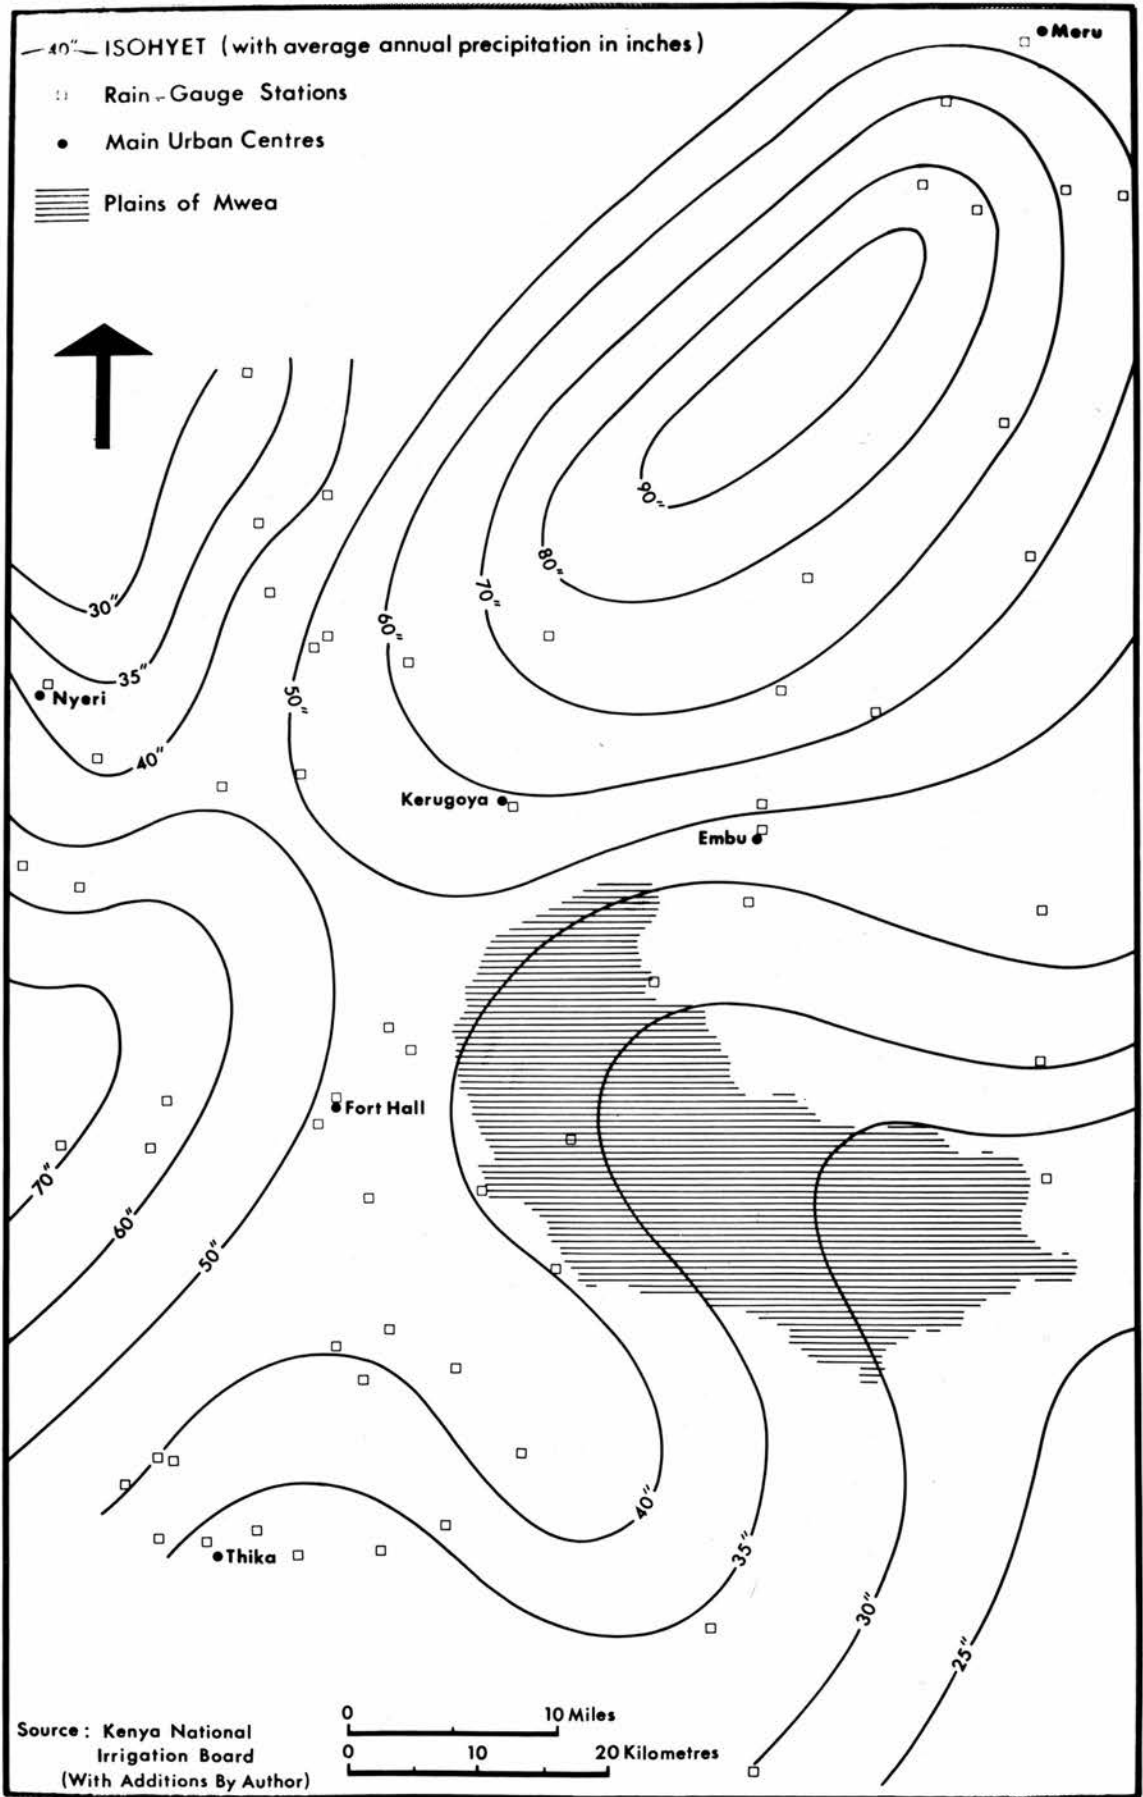 40" ISOHYET (with average annual precipitation in inches)
Rain-Gauge Stations
Main Urban Centres
Plains of Mwea
Meru
90"
80"
70"
60"
50"
30"
35"
40"
Nyeri
Kerugoya
Embu
Fort Hall
70"
60"
50"
40"
35"
30"
25"
Thika
0 10 Miles
0 10 20 Kilometres
Source: Kenya National
Irrigation Board
(With Additions By Author)